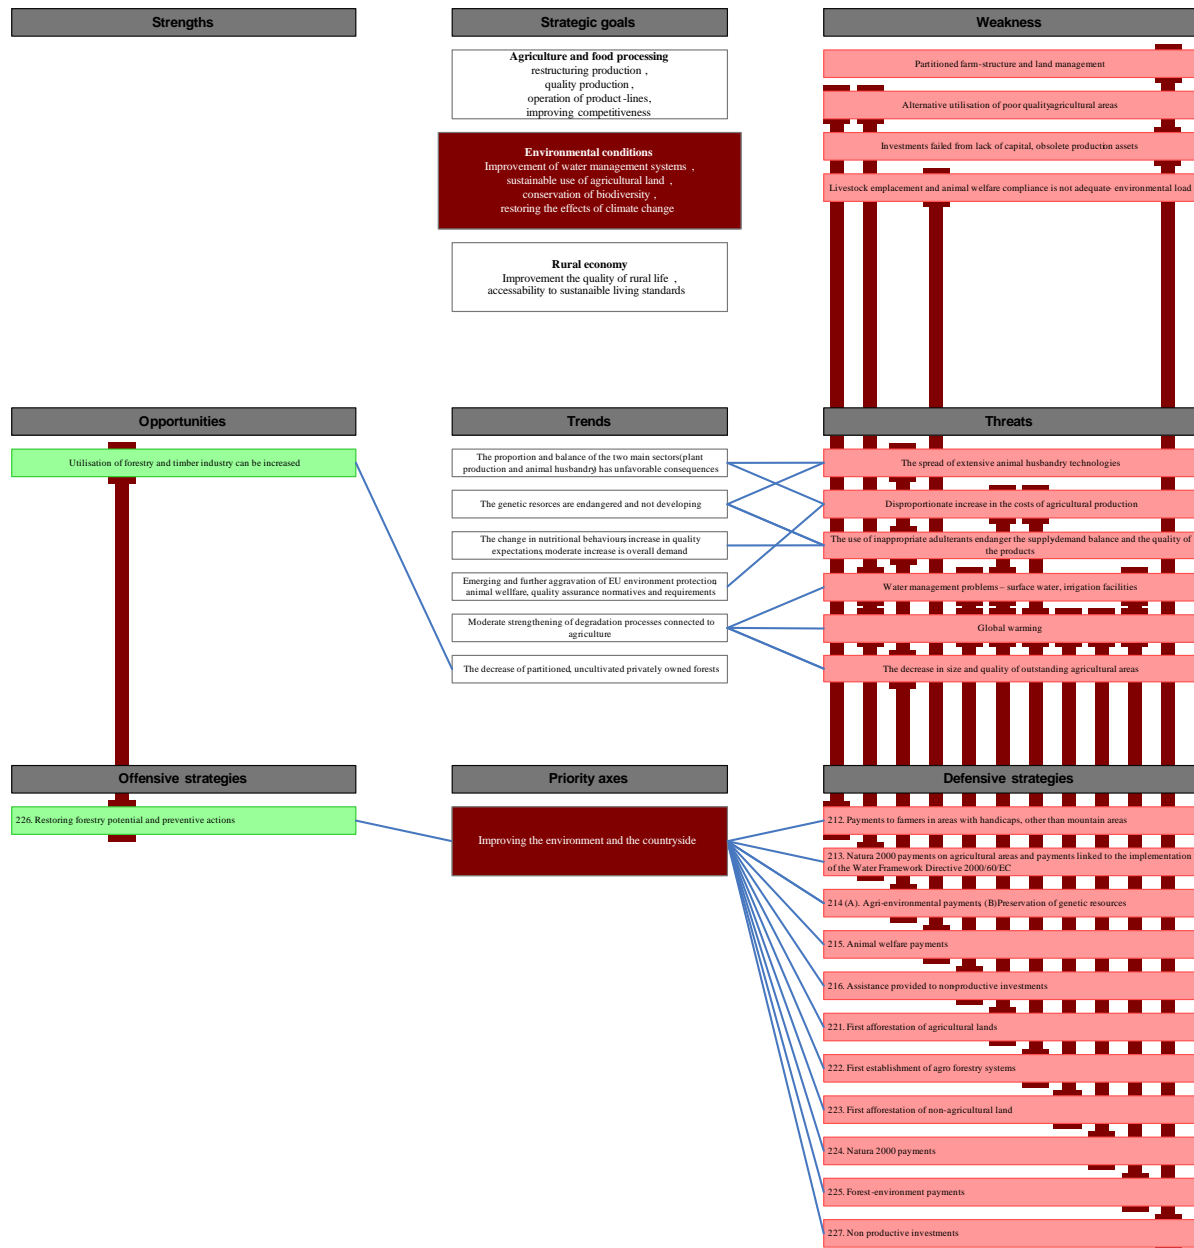 Strengths
Strategic goals
Weakness
Agriculture and food processing
restructuring production ,
quality production ,
operation of product -lines,
improving competitiveness
Environmental conditions
Improvement of water management systems ,
sustainable use of agricultural land ,
conservation of biodiversity ,
restoring the effects of climate change
Rural economy
Improvement the quality of rural life ,
accessability to sustanaible living standards
Partitioned farm-structure and land management
Alternative utilisation of poor qualityagricultural areas
Investments failed from lack of capital, obsolete production assets
Livestock emplacement and animal welfare compliance is not adequate- environmental load
Opportunities
Trends
Threats
Utilisation of forestry and timber industry can be increased
The proportion and balance of the two main sectors(plant
production and animal husbandry) has unfavorable consequences
The genetic resorces are endangered and not developing
The change in nutritional behaviour, increase in quality
expectations, moderate increase is overall demand
Emerging and further aggravation of EU environment protection,
animal wellfare, quality assurance normatives and requirements
Moderate strengthening of degradation processes connected to
agriculture
The decrease of partitioned, uncultivated privately owned forests
The spread of extensive animal husbandry technologies
Disproportionate increase in the costs of agricultural production
The use of inappropriate adulterants endanger the supplydemand balance and the quality of
the products
Water management problems – surface water, irrigation facilities
Global warming
The decrease in size and quality of outstanding agricultural areas
Offensive strategies
Priority axes
Defensive strategies
226. Restoring forestry potential and preventive actions
Improving the environment and the countryside
212. Payments to farmers in areas with handicaps, other than mountain areas
213. Natura 2000 payments on agricultural areas and payments linked to the implementation
of the Water Framework Directive 2000/60/EC
214 (A). Agri-environmental payments, (B)Preservation of genetic resources
215. Animal welfare payments
216. Assistance provided to non-productive investments
221. First afforestation of agricultural lands
222. First establishment of agro forestry systems
223. First afforestation of non-agricultural land
224. Natura 2000 payments
225. Forest-environment payments
227. Non productive investments